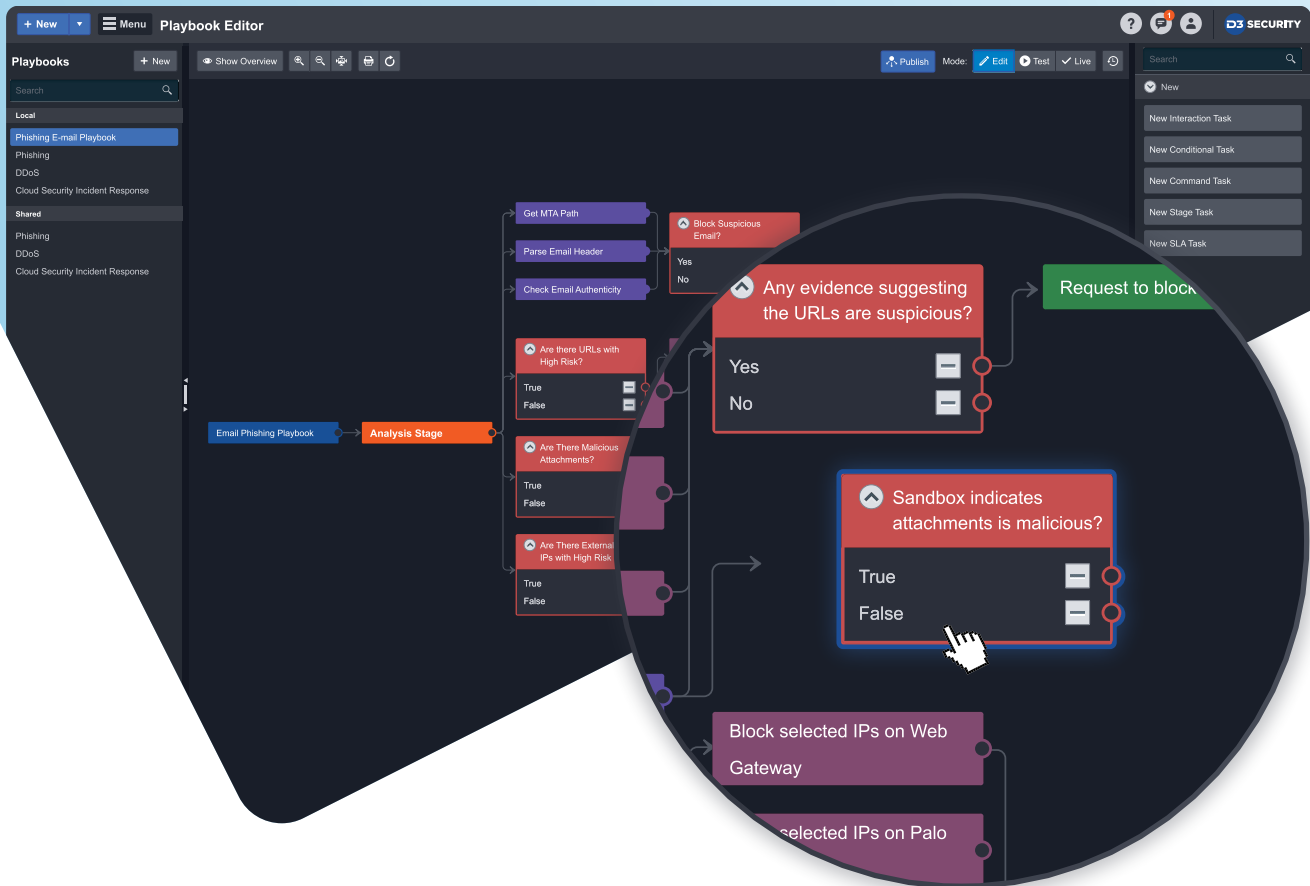 + New
Menu
Playbook Editor
?
1
D3 SECURITY
Playbooks
+ New
Search
Local
Phishing E-mail Playbook
Phishing
DDoS
Cloud Security Incident Response
Shared
Phishing
DDoS
Cloud Security Incident Response
Show Overview
Publish
Mode:
Edit
Test
Live
Search
New
New Interaction Task
New Conditional Task
New Command Task
New Stage Task
New SLA Task
Email Phishing Playbook
Analysis Stage
Get MTA Path
Parse Email Header
Check Email Authenticity
Block Suspicious
Email?
Yes
No
Are there URLs with
High Risk?
True
False
Are There Malicious
Attachments?
True
False
Are There External
IPs with High Risk
True
False
Any evidence suggesting
the URLs are suspicious?
Yes
No
Request to block
Sandbox indicates
attachments is malicious?
True
False
Block selected IPs on Web
Gateway
selected IPs on Palo